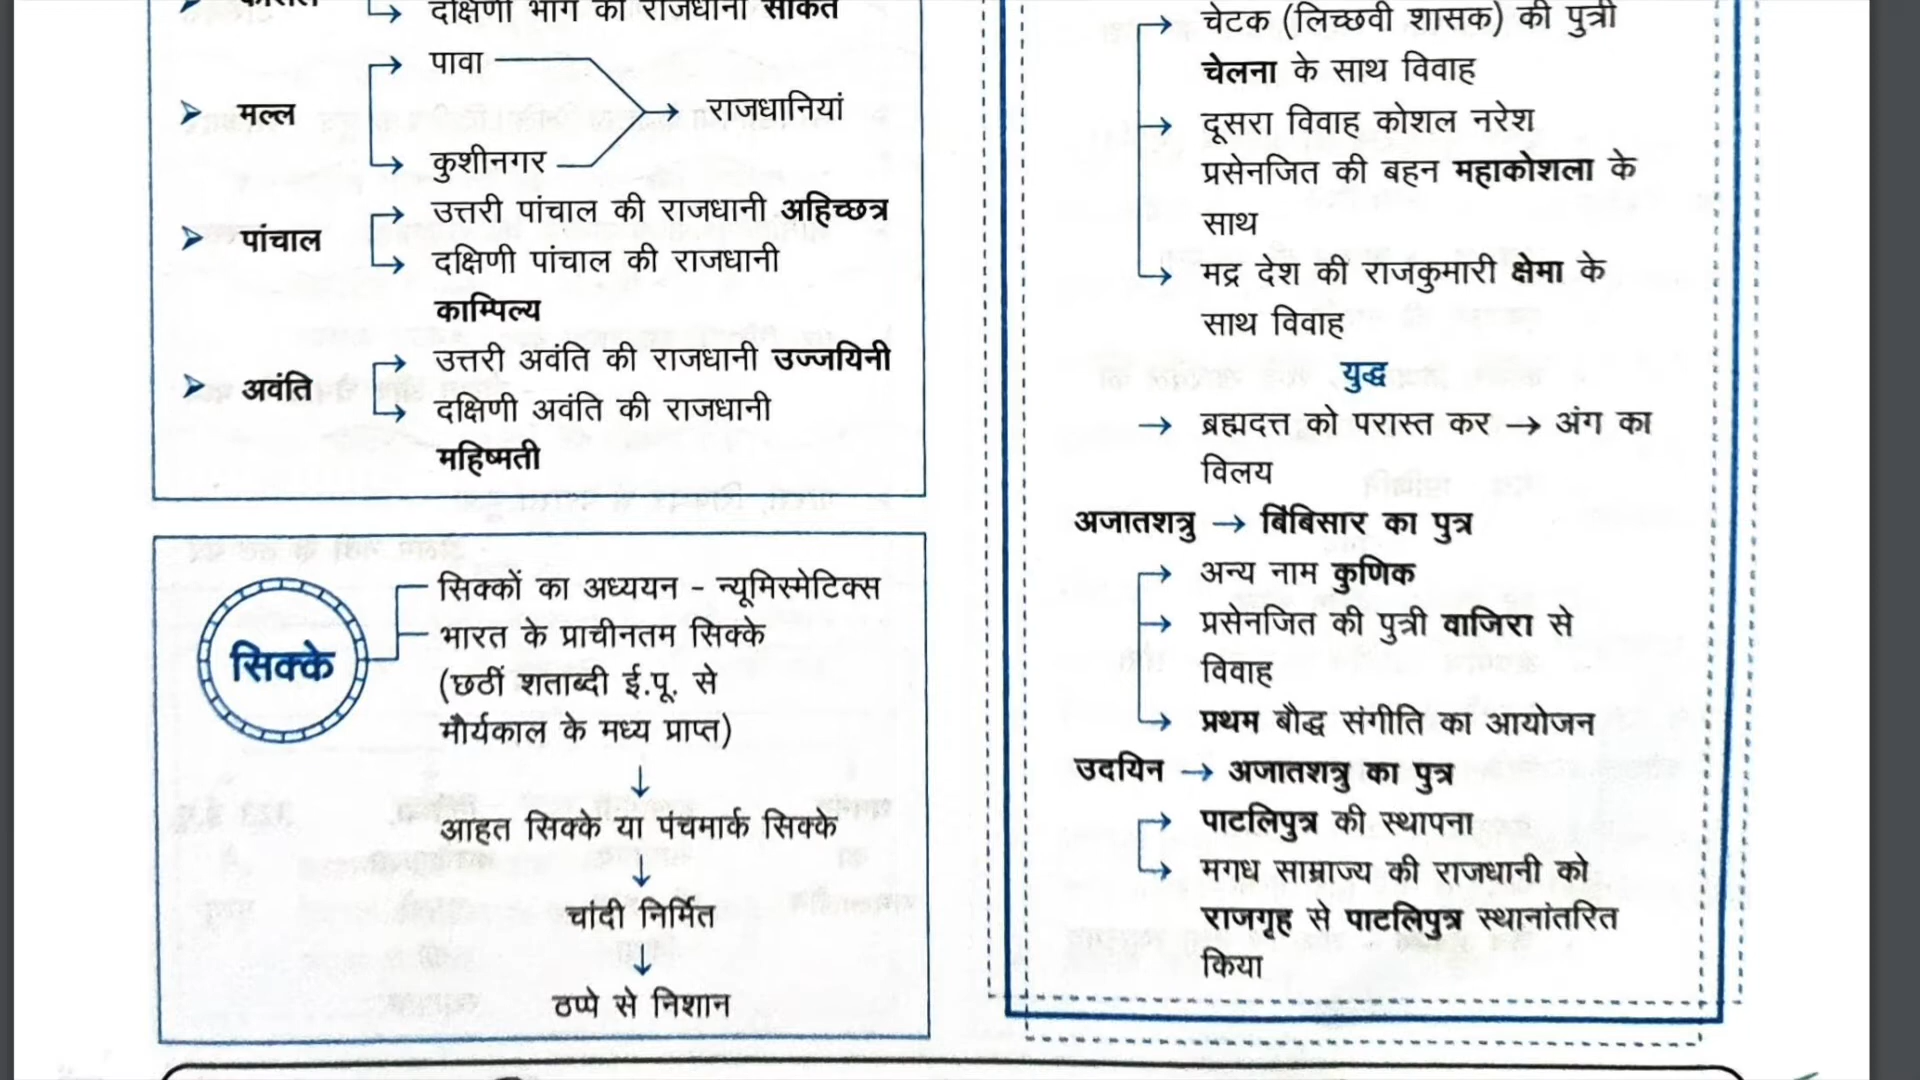 दक्षिणी भाग की राजधानी साकेत
पावा
➢ मल्ल → राजधानियां
कुशीनगर
उत्तरी पांचाल की राजधानी अहिच्छत्र
➢ पांचाल
दक्षिणी पांचाल की राजधानी
काम्पिल्य
उत्तरी अवंति की राजधानी उज्जयिनी
➢ अवंति
दक्षिणी अवंति की राजधानी
महिष्मती
सिक्के
सिक्कों का अध्ययन - न्यूमिस्मेटिक्स
भारत के प्राचीनतम सिक्के
(छठीं शताब्दी ई.पू. से
मौर्यकाल के मध्य प्राप्त)
आहत सिक्के या पंचमार्क सिक्के
चांदी निर्मित
ठप्पे से निशान
चेटक (लिच्छवी शासक) की पुत्री
चेलना के साथ विवाह
दूसरा विवाह कोशल नरेश
प्रसेनजित की बहन महाकोशला के
साथ
मद्र देश की राजकुमारी क्षेमा के
साथ विवाह
युद्ध
→ ब्रह्मदत्त को परास्त कर → अंग का
विलय
अजातशत्रु → बिंबिसार का पुत्र
अन्य नाम कुणिक
प्रसेनजित की पुत्री वाजिरा से
विवाह
प्रथम बौद्ध संगीति का आयोजन
उदयिन → अजातशत्रु का पुत्र
पाटलिपुत्र की स्थापना
मगध साम्राज्य की राजधानी को
राजगृह से पाटलिपुत्र स्थानांतरित
किया